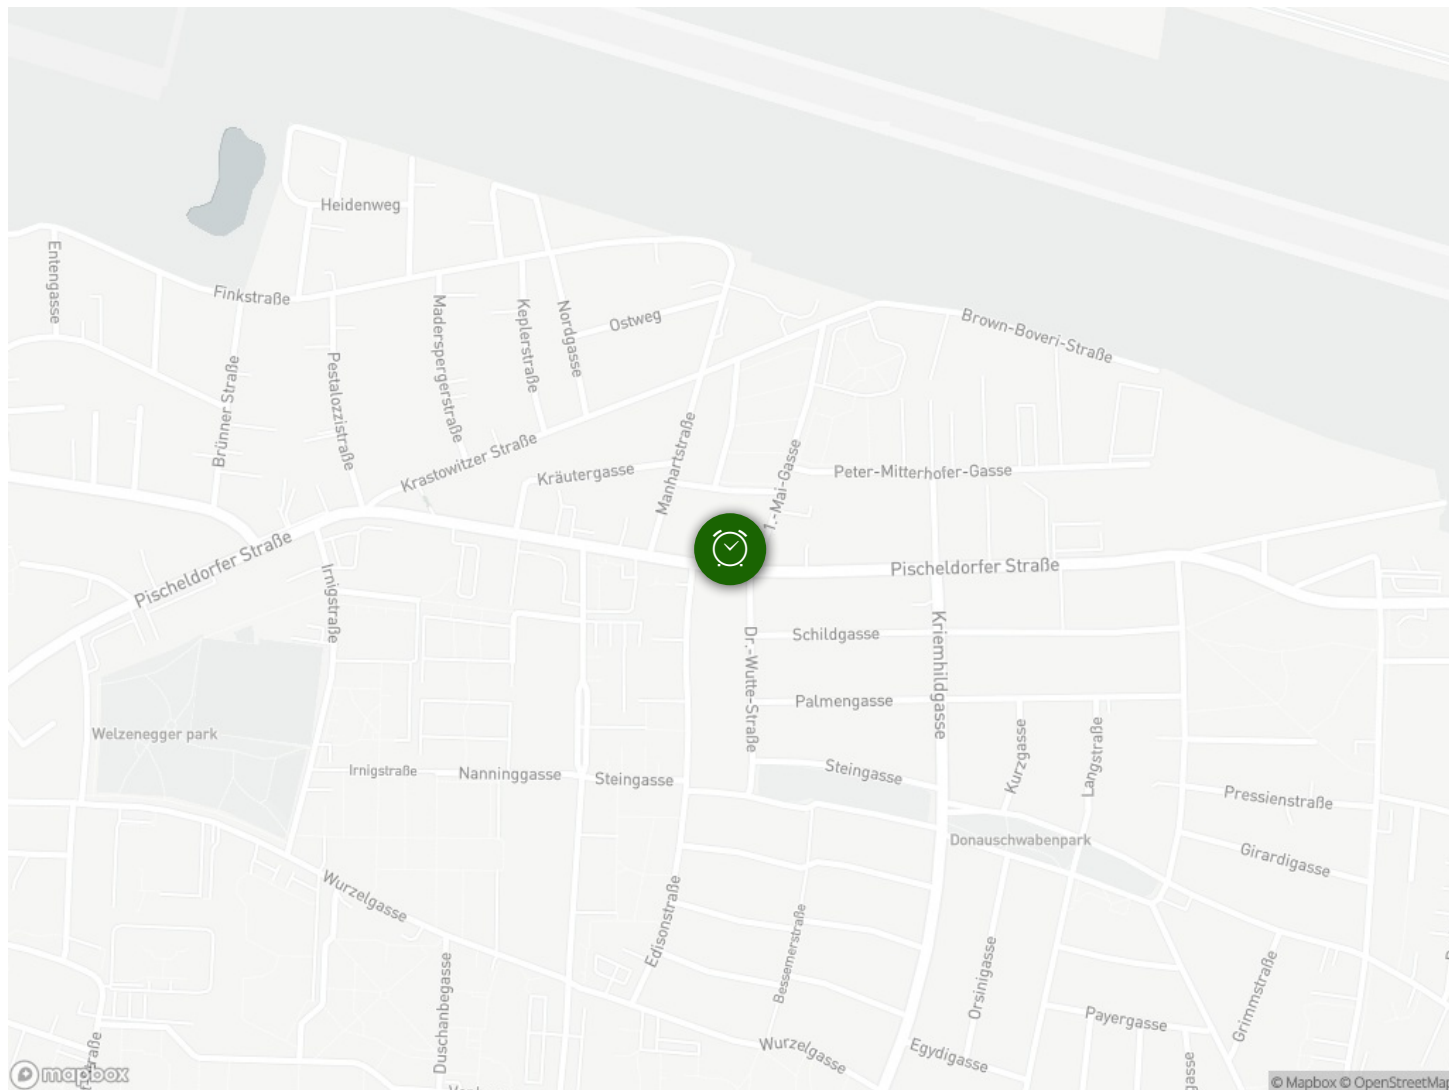 Heidenweg
Entengasse
Finkstraße
Maderspergerstraße
Keplerstraße
Nordgasse
Ostweg
Brown-Boveri-Straße
Brünner Straße
Pestalozzistraße
Krastowitzer Straße
Kräutergasse
Manhartstraße
1.-Mai-Gasse
Peter-Mitterhofer-Gasse
Pischeldorfer Straße
Pischeldorfer Straße
Irnigstraße
Dr.-Wutte-Straße
Schildgasse
Kriemhildgasse
Palmengasse
Welzenegger park
Irnigstraße
Nanninggasse
Steingasse
Steingasse
Kurzgasse
Langstraße
Pressienstraße
Donauschwabenpark
Girardigasse
Wurzelgasse
Edisonstraße
Bessemerstraße
Orsinigasse
Grimmstraße
Duschanbegasse
Payergasse
Wurzelgasse
Egydigasse
mapbox
© Mapbox © OpenStreetMa